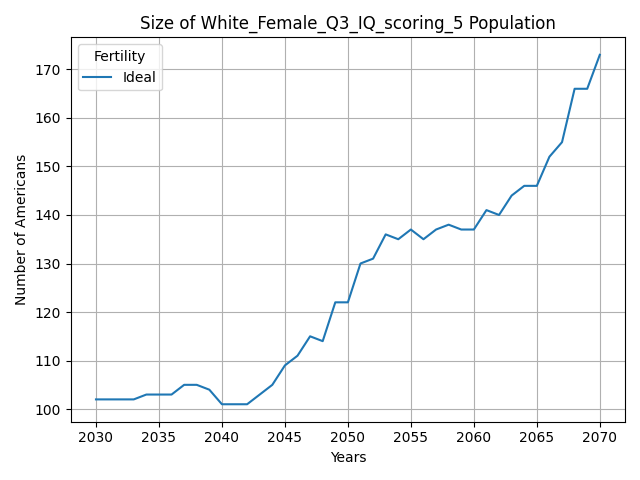 Size of White_Female_Q3_IQ_scoring_5 Population
Fertility
Ideal
Number of Americans
170
160
150
140
130
120
110
100
2030 2035 2040 2045 2050 2055 2060 2065 2070
Years